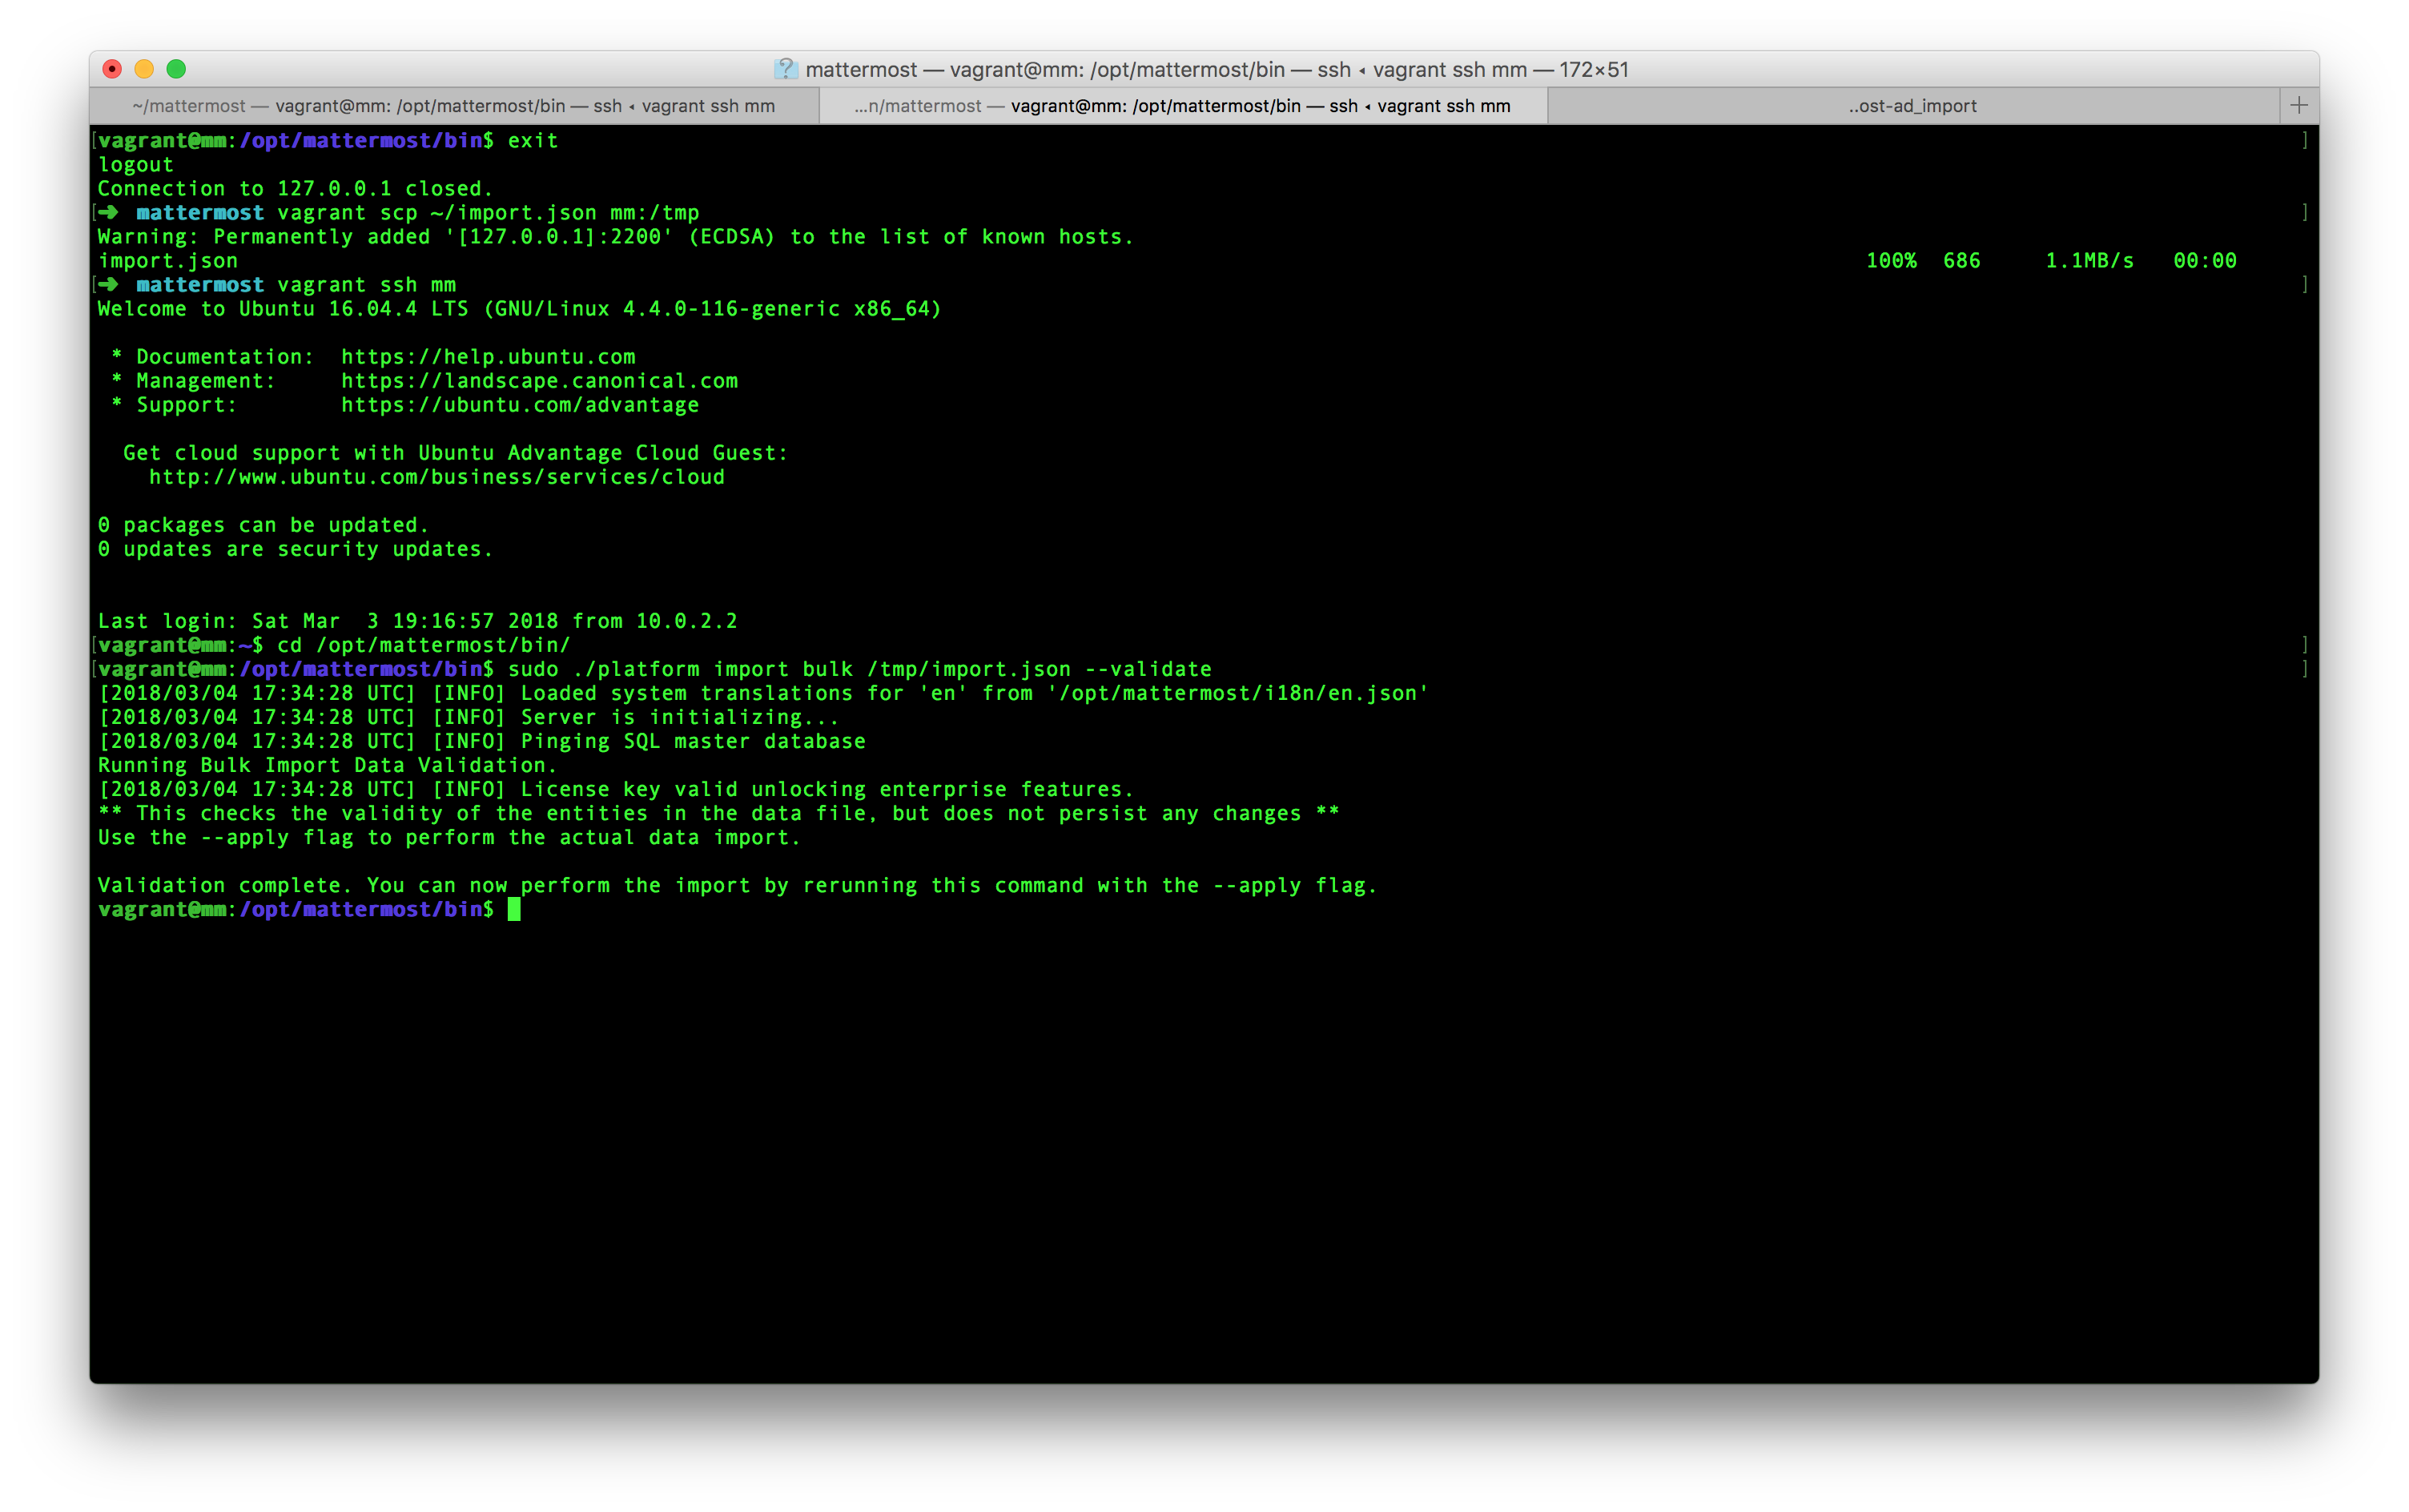 mattermost — vagrant@mm: /opt/mattermost/bin — ssh ◂ vagrant ssh mm — 172×51
~/mattermost — vagrant@mm: /opt/mattermost/bin — ssh ◂ vagrant ssh mm
...n/mattermost — vagrant@mm: /opt/mattermost/bin — ssh ◂ vagrant ssh mm
..ost-ad_import
+
[vagrant@mm:/opt/mattermost/bin$ exit ]
logout
Connection to 127.0.0.1 closed.
[➜  mattermost vagrant scp ~/import.json mm:/tmp ]
Warning: Permanently added '[127.0.0.1]:2200' (ECDSA) to the list of known hosts.
import.json 100% 686 1.1MB/s 00:00
[➜  mattermost vagrant ssh mm ]
Welcome to Ubuntu 16.04.4 LTS (GNU/Linux 4.4.0-116-generic x86_64)
 * Documentation:  https://help.ubuntu.com
 * Management:     https://landscape.canonical.com
 * Support:        https://ubuntu.com/advantage
  Get cloud support with Ubuntu Advantage Cloud Guest:
    http://www.ubuntu.com/business/services/cloud
0 packages can be updated.
0 updates are security updates.
Last login: Sat Mar  3 19:16:57 2018 from 10.0.2.2
[vagrant@mm:~$ cd /opt/mattermost/bin/ ]
[vagrant@mm:/opt/mattermost/bin$ sudo ./platform import bulk /tmp/import.json --validate ]
[2018/03/04 17:34:28 UTC] [INFO] Loaded system translations for 'en' from '/opt/mattermost/i18n/en.json'
[2018/03/04 17:34:28 UTC] [INFO] Server is initializing...
[2018/03/04 17:34:28 UTC] [INFO] Pinging SQL master database
Running Bulk Import Data Validation.
[2018/03/04 17:34:28 UTC] [INFO] License key valid unlocking enterprise features.
** This checks the validity of the entities in the data file, but does not persist any changes **
Use the --apply flag to perform the actual data import.
Validation complete. You can now perform the import by rerunning this command with the --apply flag.
vagrant@mm:/opt/mattermost/bin$